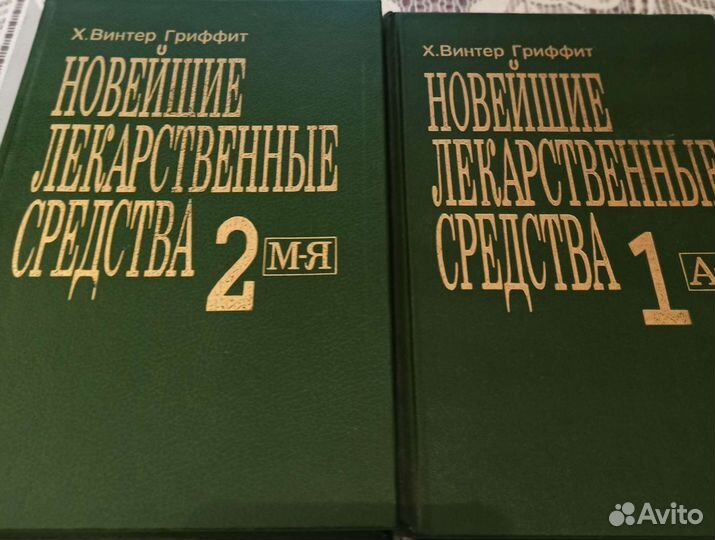 Х.Винтер Гриффит
НОВЕЙШИЕ
ЛЕКАРСТВЕННЫЕ
СРЕДСТВА
2 М-Я
Х.Винтер Гриффит
НОВЕЙШИЕ
ЛЕКАРСТВЕННЫЕ
СРЕДСТВА
1 А
Avito